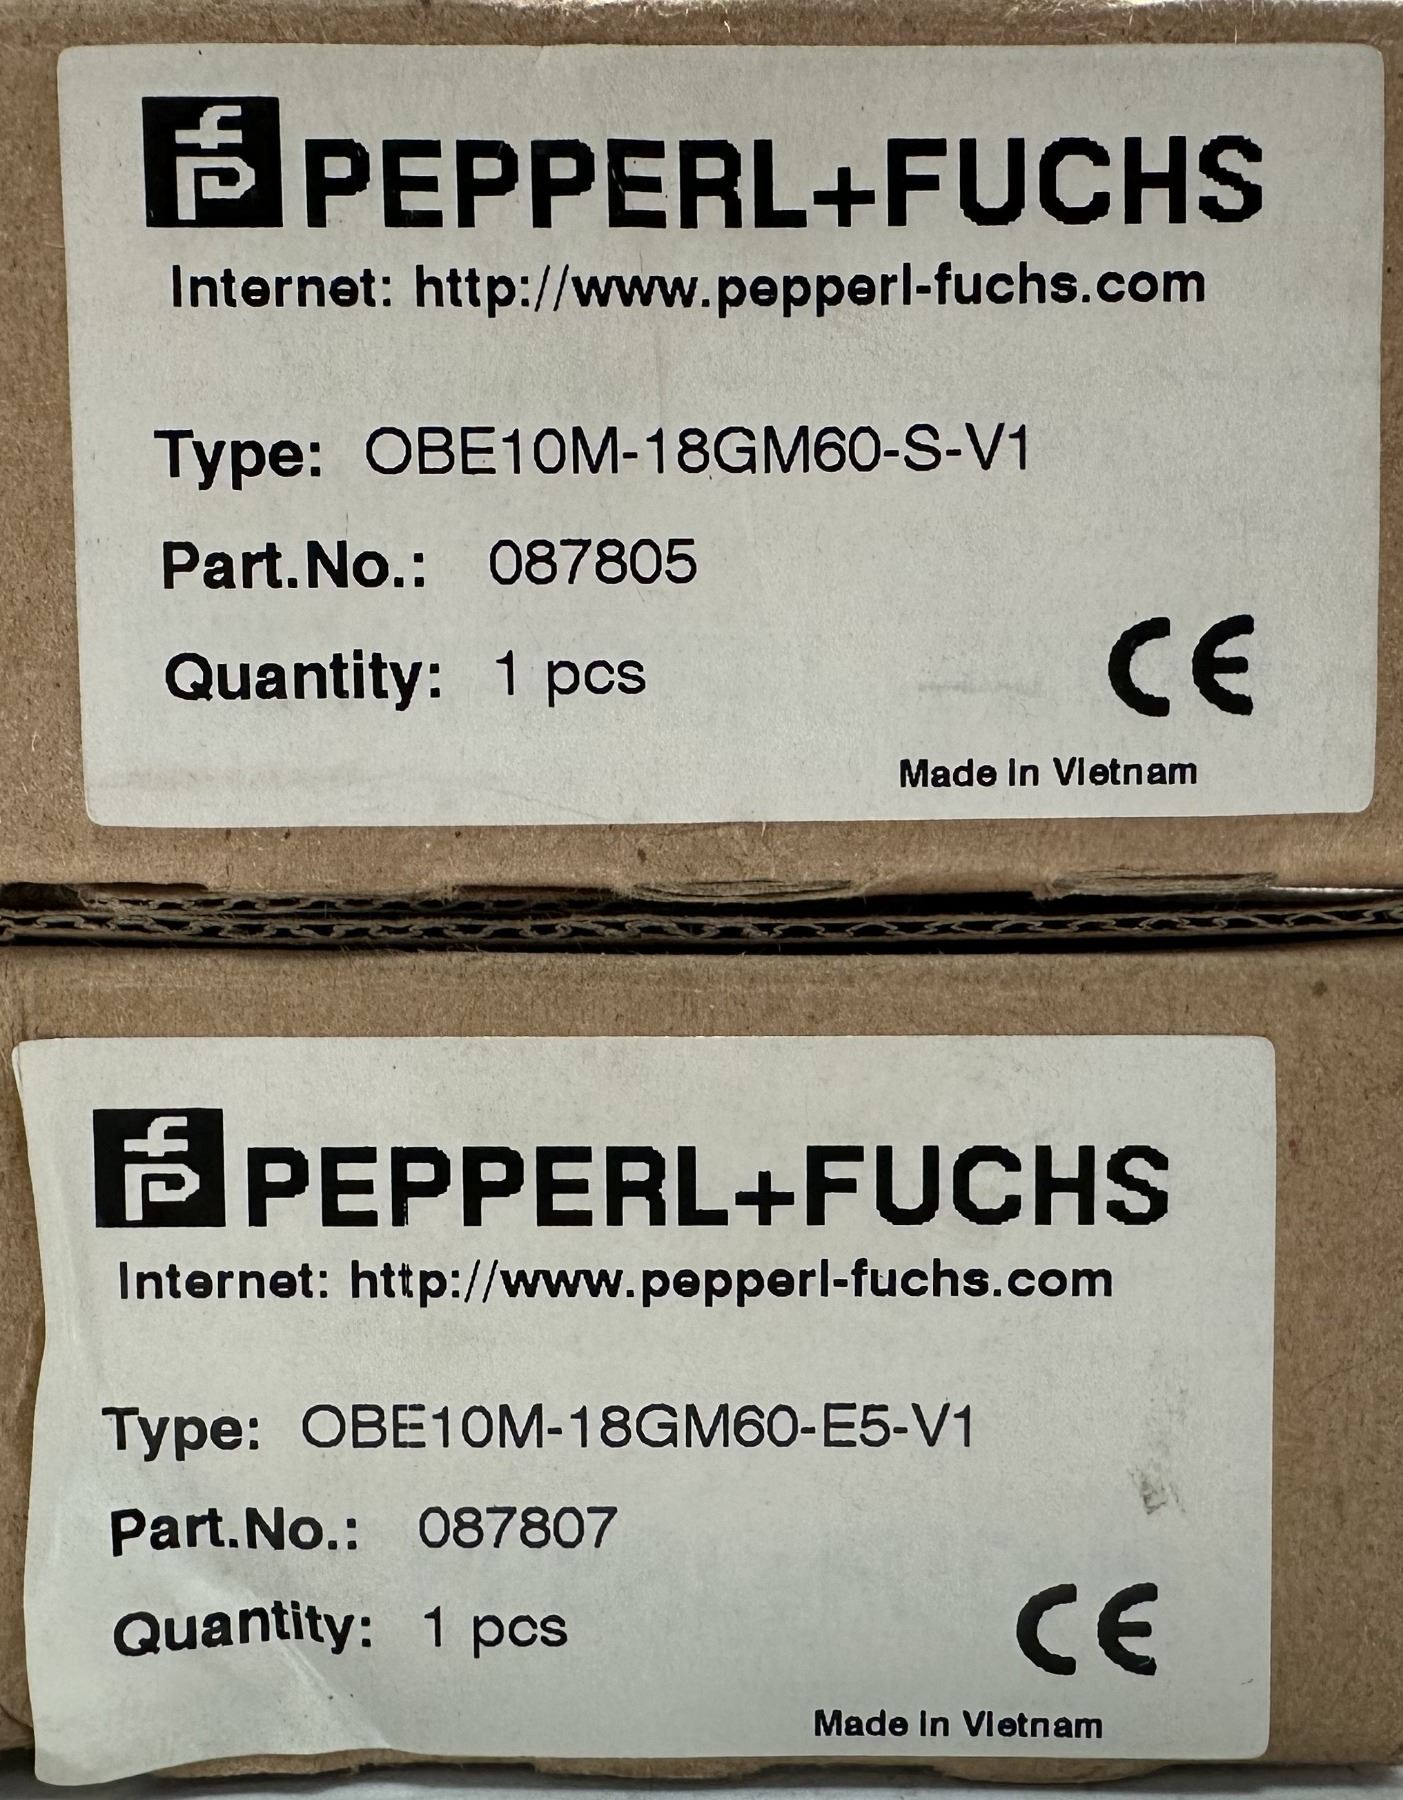 fp PEPPERL+FUCHS
Internet: http://www.pepperl-fuchs.com
Type: OBE10M-18GM60-S-V1
Part.No.: 087805
Quantity: 1 pcs
CE
Made in Vietnam
fp PEPPERL+FUCHS
Internet: http://www.pepperl-fuchs.com
Type: OBE10M-18GM60-E5-V1
Part.No.: 087807
Quantity: 1 pcs
CE
Made in Vietnam